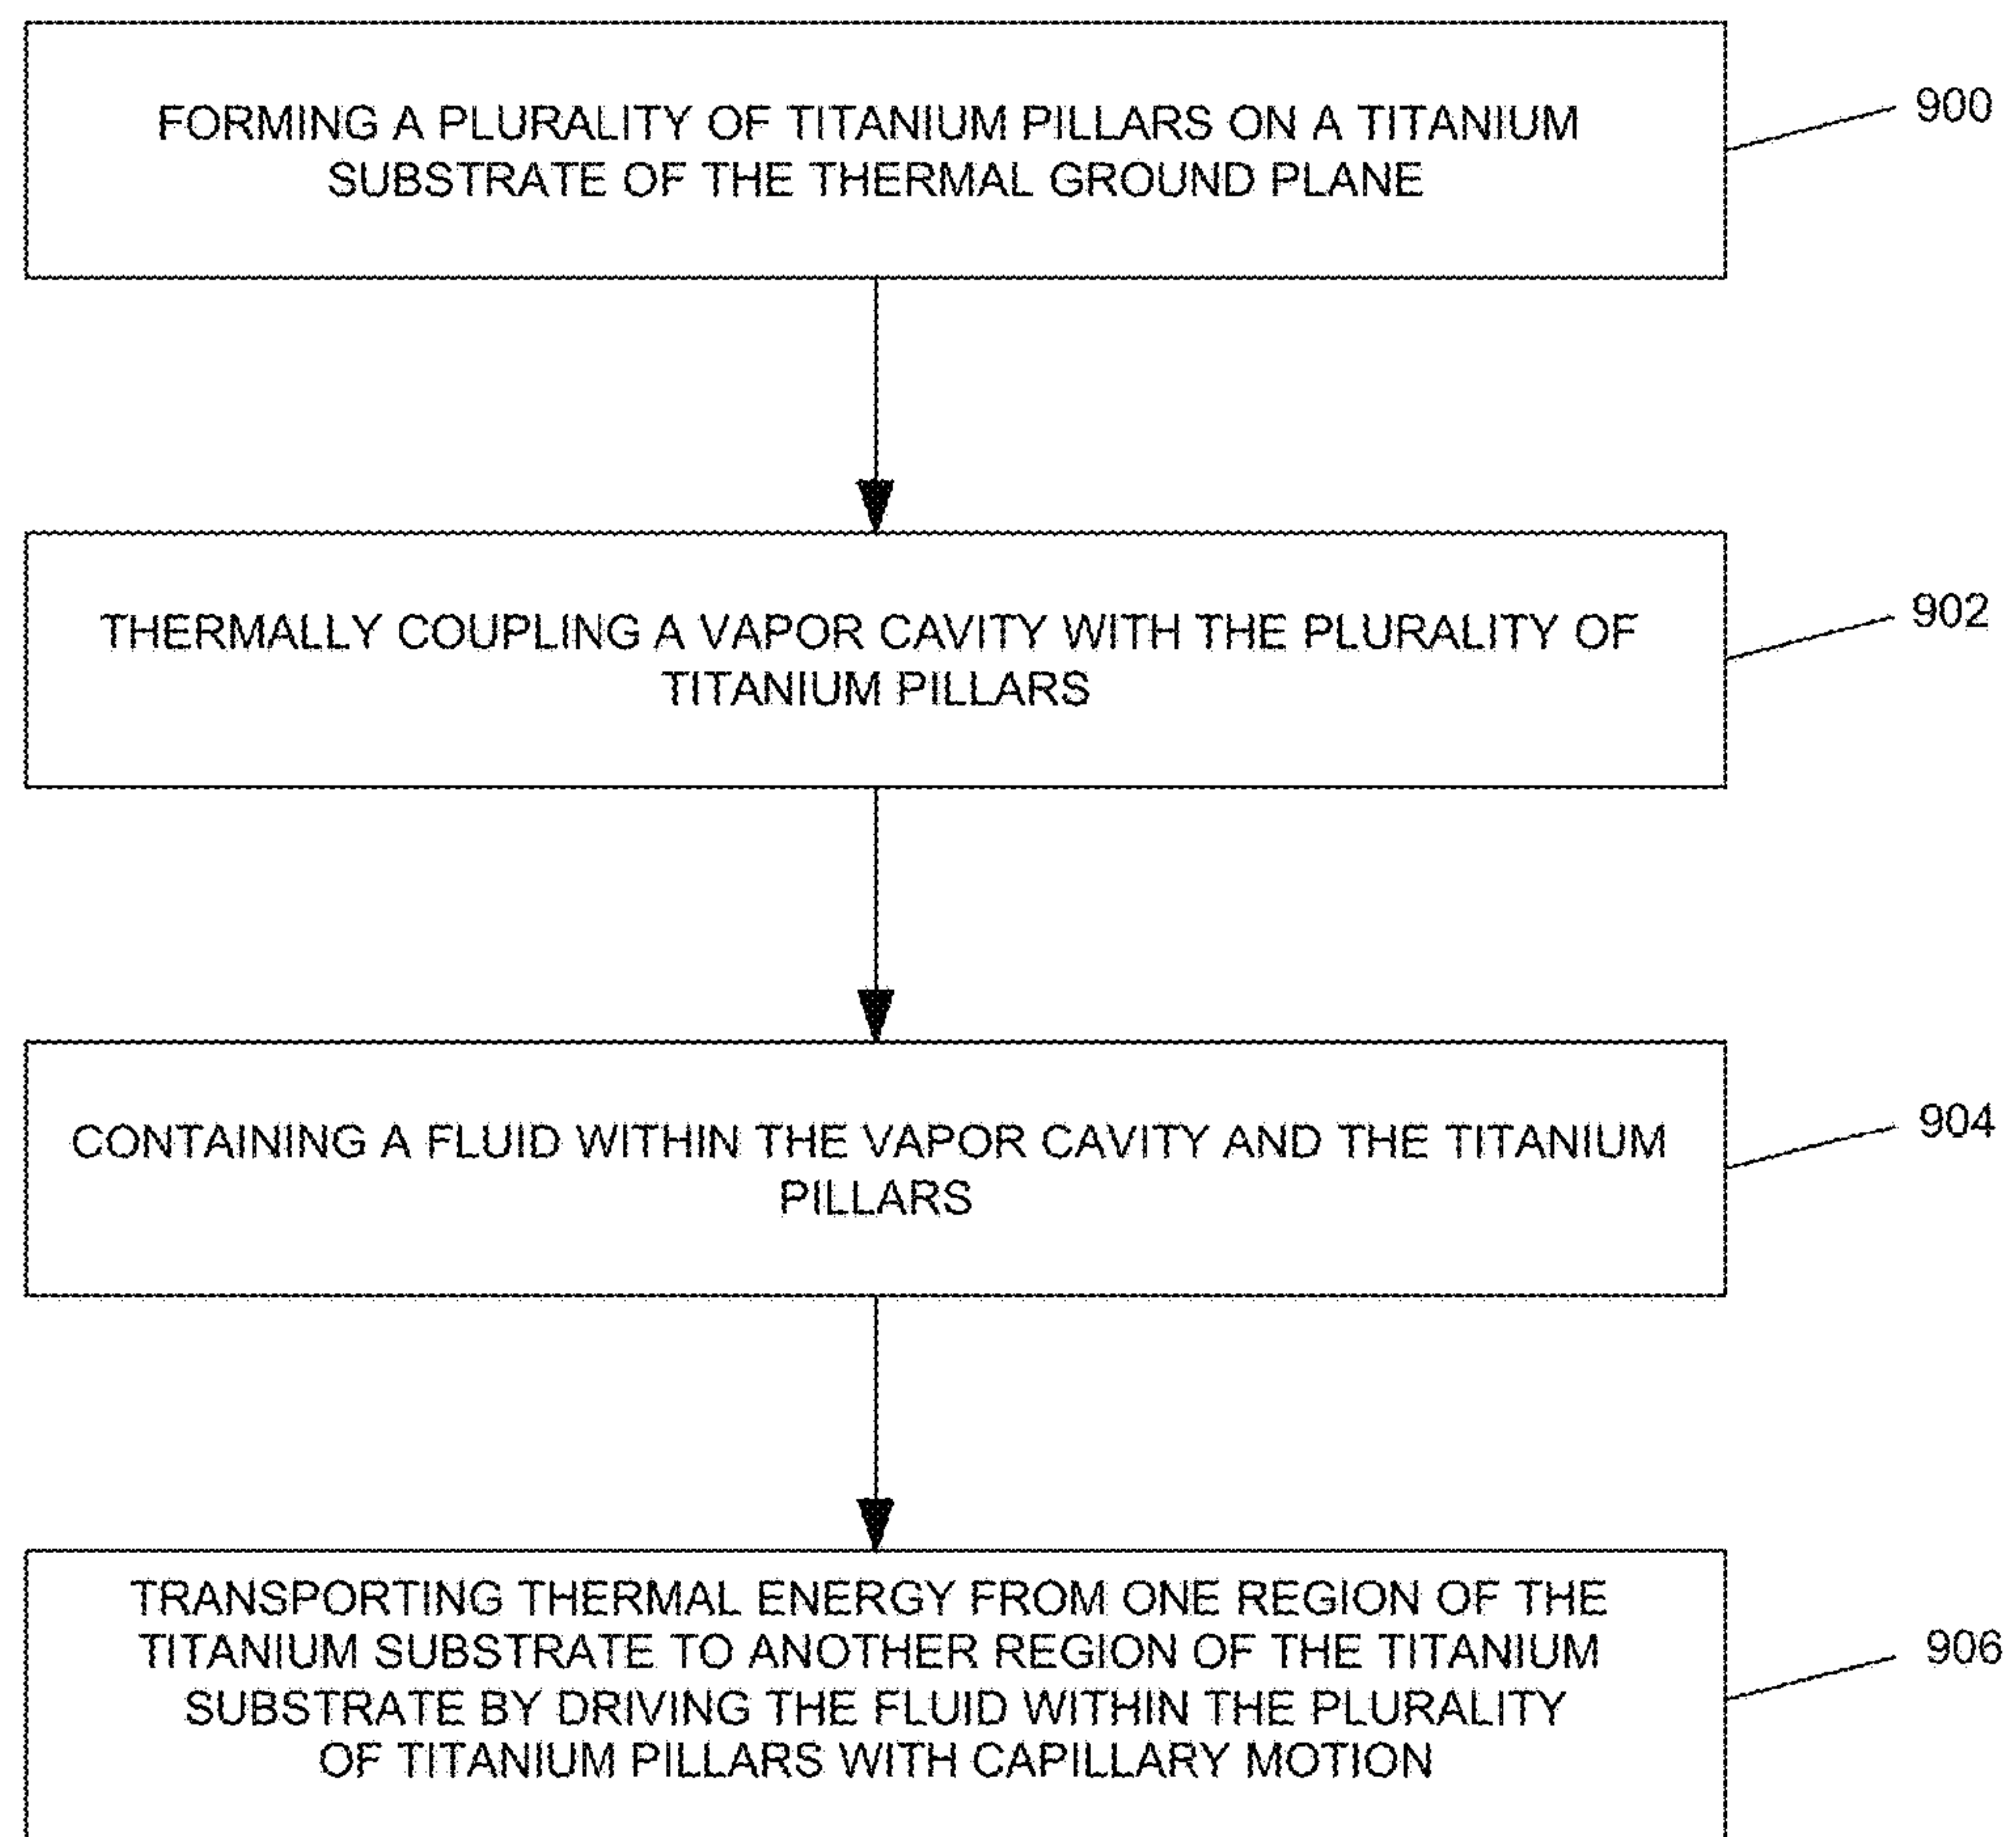 FORMING A PLURALITY OF TITANIUM PILLARS ON A TITANIUM
SUBSTRATE OF THE THERMAL GROUND PLANE
900
THERMALLY COUPLING A VAPOR CAVITY WITH THE PLURALITY OF
TITANIUM PILLARS
902
CONTAINING A FLUID WITHIN THE VAPOR CAVITY AND THE TITANIUM
PILLARS
904
TRANSPORTING THERMAL ENERGY FROM ONE REGION OF THE
TITANIUM SUBSTRATE TO ANOTHER REGION OF THE TITANIUM
SUBSTRATE BY DRIVING THE FLUID WITHIN THE PLURALITY
OF TITANIUM PILLARS WITH CAPILLARY MOTION
906